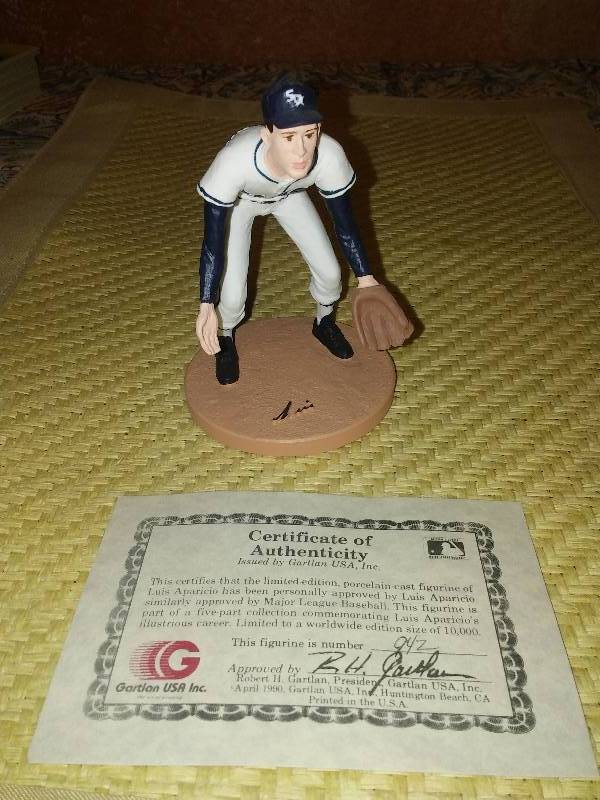 Certificate of
Authenticity
Issued by Gartlan USA, Inc.
This certifies that the limited-edition, porcelain-cast figurine of
Luis Aparicio has been personally approved by Luis Aparicio
similarly approved by Major League Baseball. This figurine is
part of a five-part collection commemorating Luis Aparicio's
illustrious career. Limited to a worldwide edition size of 10,000.
This figurine is number 942
Approved by
Robert H. Gartlan, President, Gartlan USA, Inc.
April 1990, Gartlan USA, Inc, Huntington Beach, CA
Printed in the U.S.A.
G
Gartlan USA Inc.